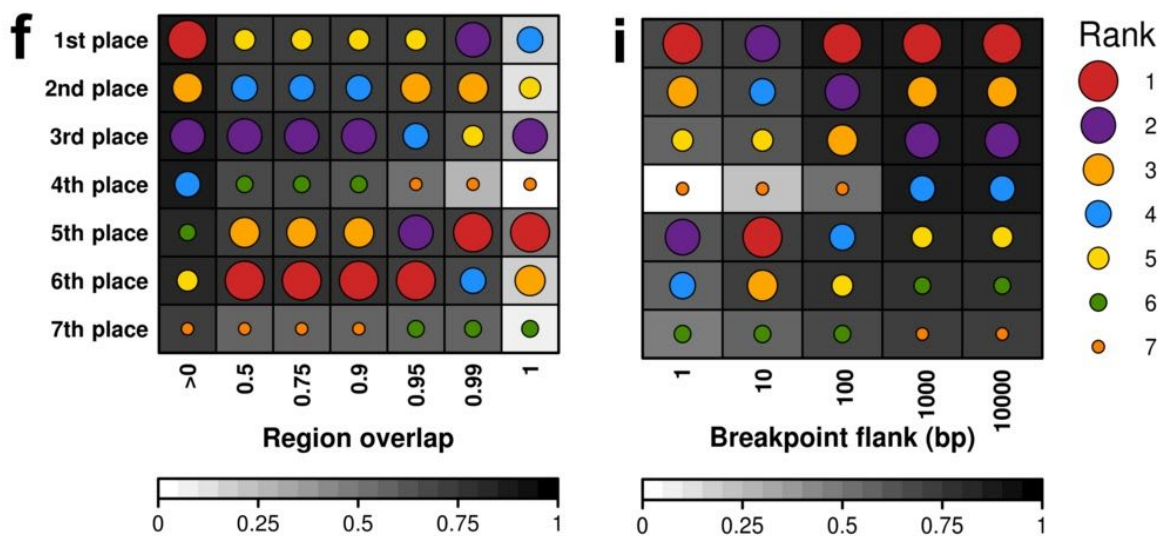 f
1st place
2nd place
3rd place
4th place
5th place
6th place
7th place
>0 0.5 0.75 0.9 0.95 0.99 1
Region overlap
0 0.25 0.5 0.75 1
i
1 10 100 1000 10000
Breakpoint flank (bp)
0 0.25 0.5 0.75 1
Rank
1
2
3
4
5
6
7